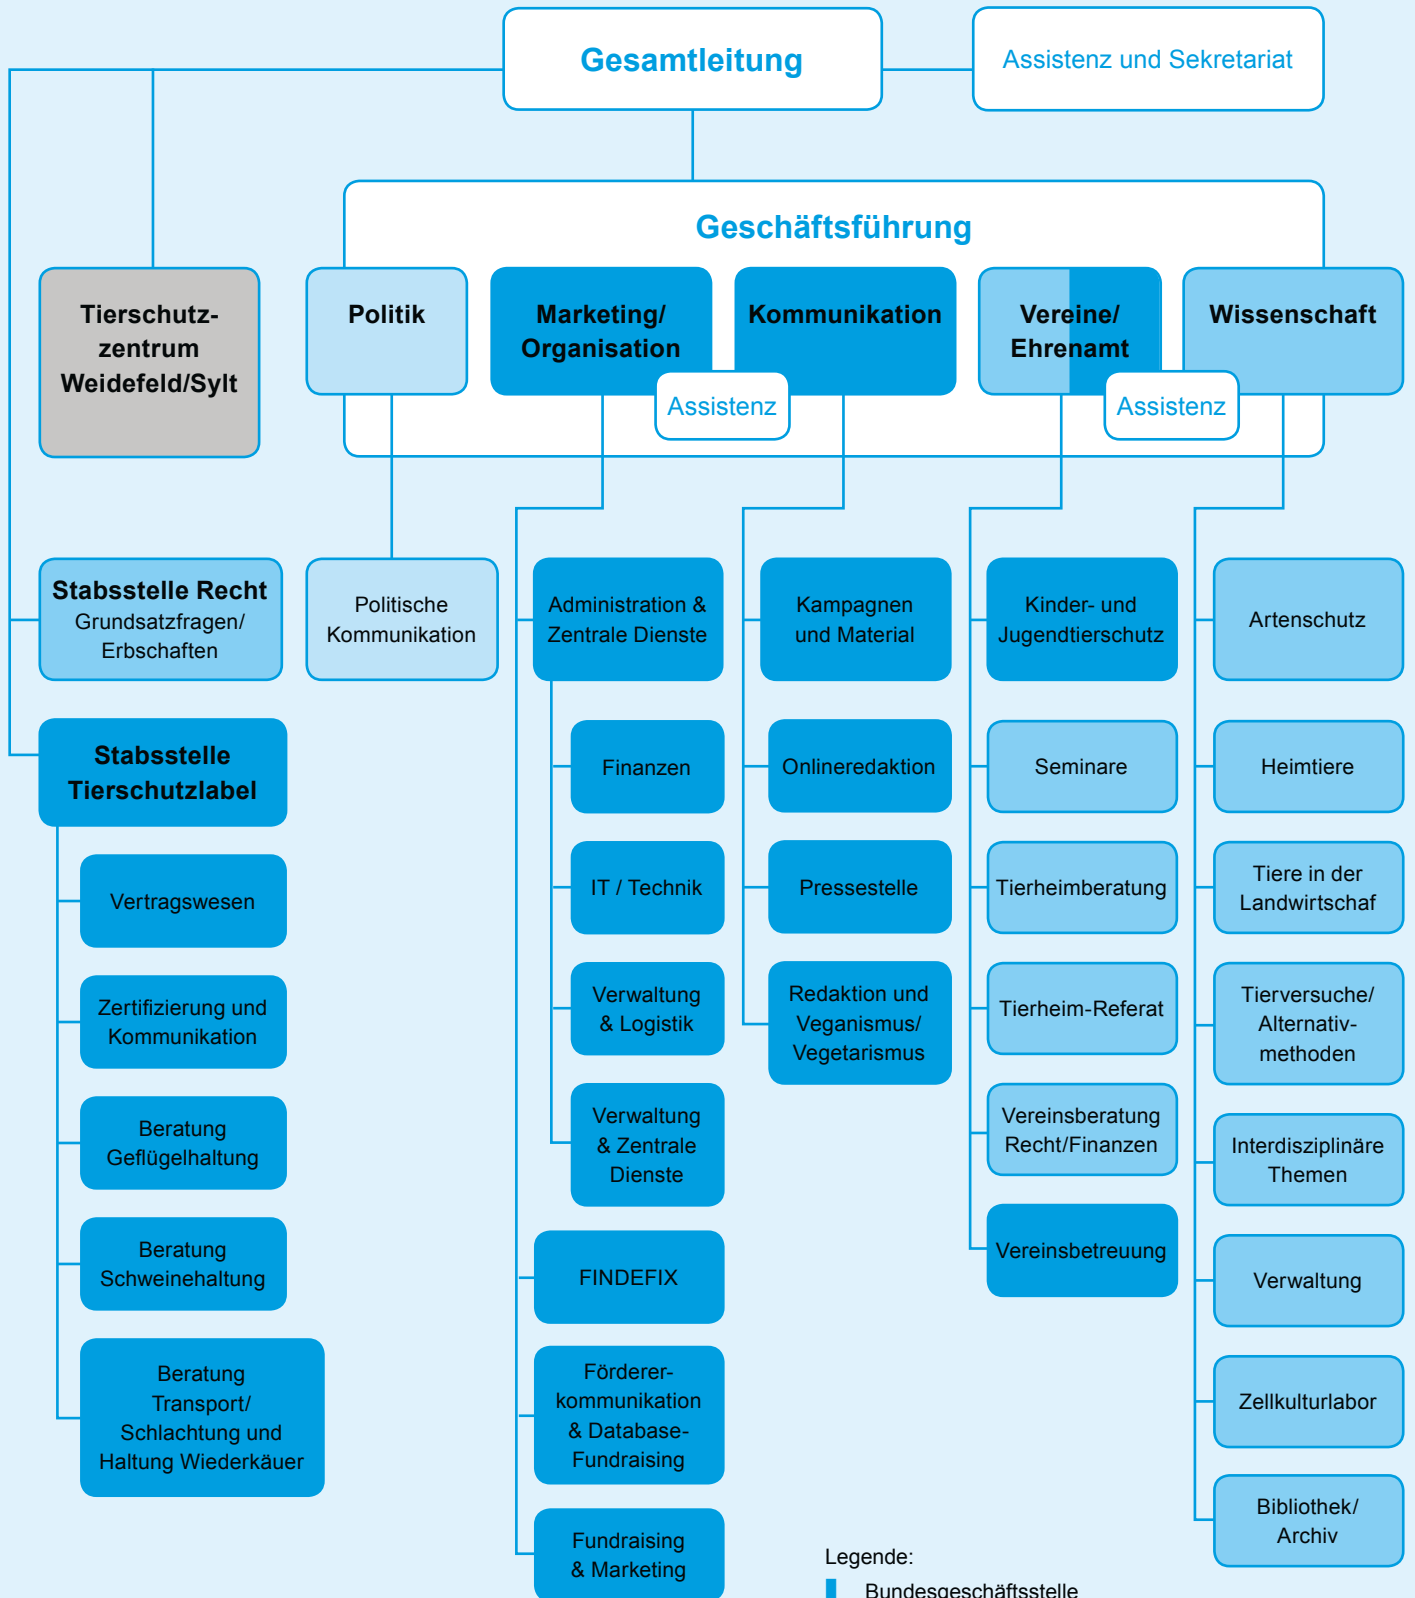 Gesamtleitung
Assistenz und Sekretariat
Geschäftsführung
Tierschutz-
zentrum
Weidefeld/Sylt
Politik
Marketing/
Organisation
Kommunikation
Assistenz
Vereine/
Ehrenamt
Wissenschaft
Assistenz
Stabsstelle Recht
Grundsatzfragen/
Erbschaften
Stabsstelle
Tierschutzlabel
Vertragswesen
Zertifizierung und
Kommunikation
Beratung
Geflügelhaltung
Beratung
Schweinehaltung
Beratung
Transport/
Schlachtung und
Haltung Wiederkäuer
Politische
Kommunikation
Administration &
Zentrale Dienste
Finanzen
IT / Technik
Verwaltung
& Logistik
Verwaltung
& Zentrale
Dienste
FINDEFIX
Förderer-
kommunikation
& Database-
Fundraising
Fundraising
& Marketing
Kampagnen
und Material
Onlineredaktion
Pressestelle
Redaktion und
Veganismus/
Vegetarismus
Kinder- und
Jugendtierschutz
Seminare
Tierheimberatung
Tierheim-Referat
Vereinsberatung
Recht/Finanzen
Vereinsbetreuung
Artenschutz
Heimtiere
Tiere in der
Landwirtschaf
Tierversuche/
Alternativ-
methoden
Interdisziplinäre
Themen
Verwaltung
Zellkulturlabor
Bibliothek/
Archiv
Legende:
Bundesgeschäftsstelle